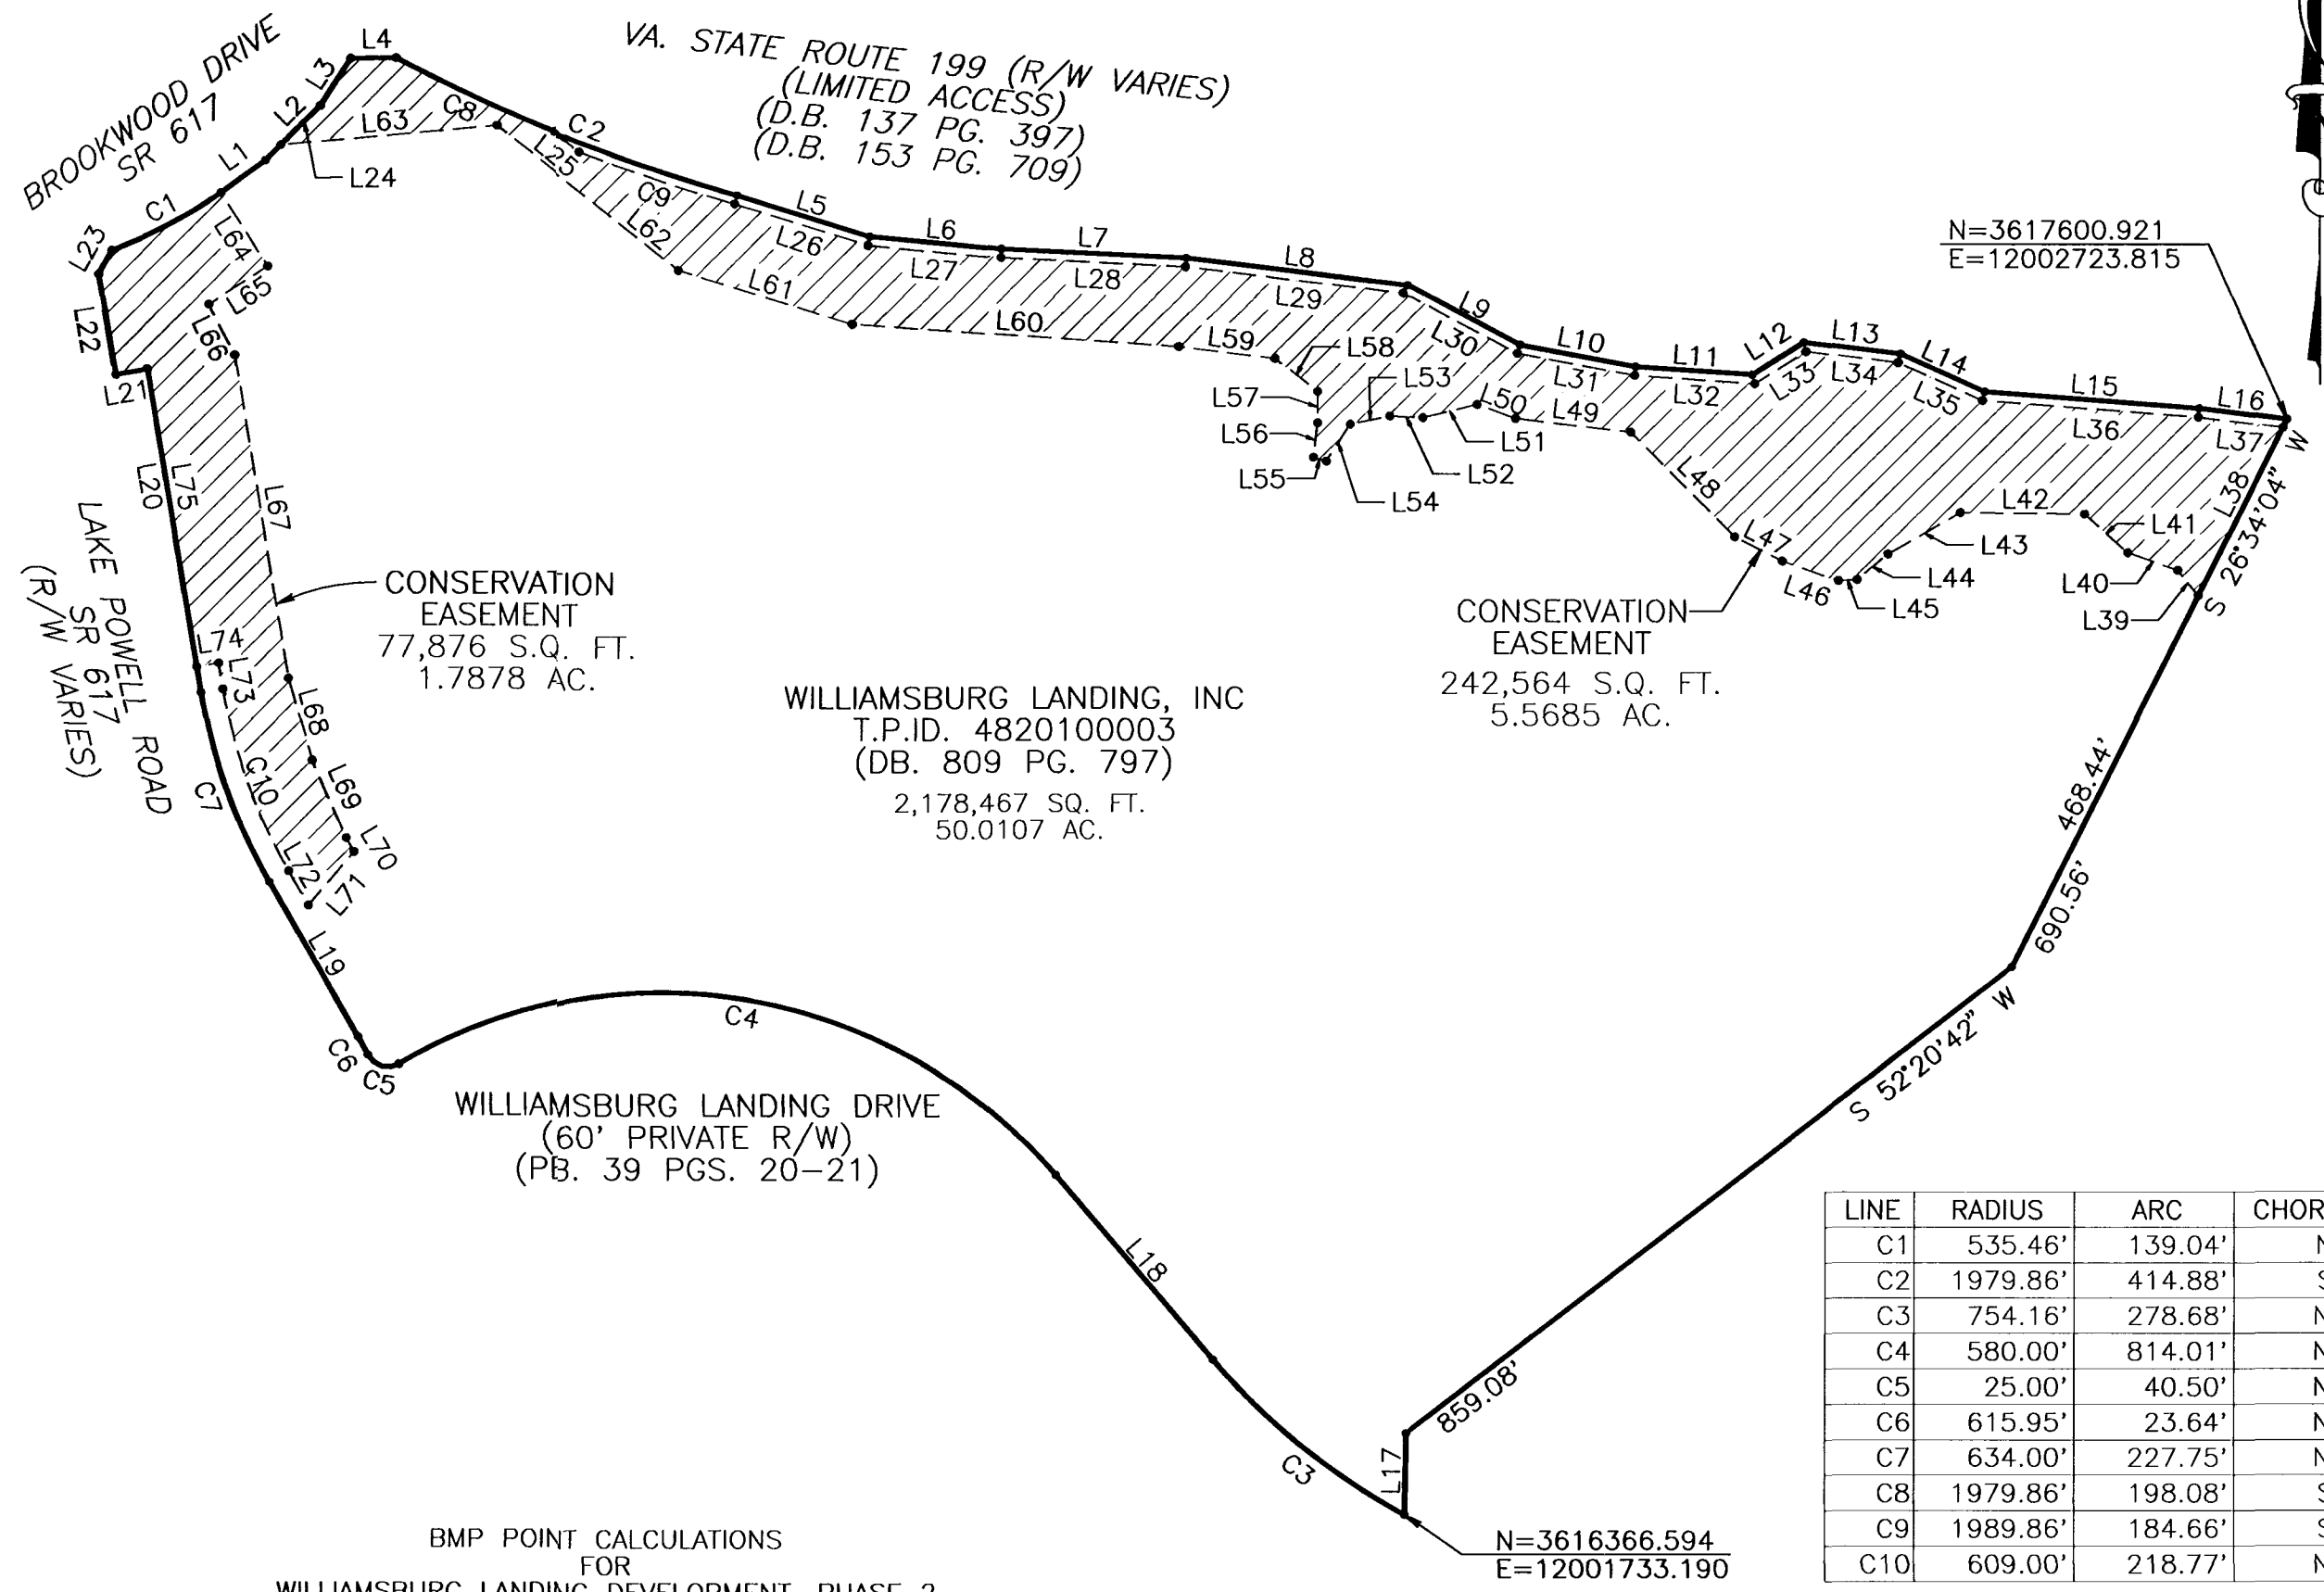 BROOKWOOD DRIVE
SR 617
VA. STATE ROUTE 199 (R/W VARIES)
(LIMITED ACCESS)
(D.B. 137 PG. 397)
(D.B. 153 PG. 709)
L4
L3
L2
L1
C1
L23
L22
L21
L20
L24
L63
C8
C2
L25
C9
L62
L5
L26
L61
L6
L27
L7
L28
L60
L8
L29
L59
L58
L9
L30
L10
L31
L11
L32
L12
L33
L13
L34
L14
L35
L15
L36
L16
L37
L38
L64
L65
L66
L67
L75
L57
L56
L55
L54
L53
L52
L51
L50
L49
L48
L47
L46
L45
L44
L43
L42
L41
L40
L39
N=3617600.921
E=12002723.815
S 26°34'04" W
LAKE POWELL ROAD
SR 617
(R/W VARIES)
CONSERVATION
EASEMENT
77,876 S.Q. FT.
1.7878 AC.
CONSERVATION
EASEMENT
242,564 S.Q. FT.
5.5685 AC.
WILLIAMSBURG LANDING, INC
T.P.ID. 4820100003
(DB. 809 PG. 797)
2,178,467 SQ. FT.
50.0107 AC.
L74
L73
L68
C10
L69
L70
L72
L71
C7
L19
C6
C5
C4
468.44'
690.56'
S 52°20'42" W
859.08'
WILLIAMSBURG LANDING DRIVE
(60' PRIVATE R/W)
(PB. 39 PGS. 20-21)
L18
C3
L17
N=3616366.594
E=12001733.190
BMP POINT CALCULATIONS
FOR
WILLIAMSBURG LANDING DEVELOPMENT, PHASE 2
LINE RADIUS ARC CHOR
C1 535.46' 139.04' N
C2 1979.86' 414.88' S
C3 754.16' 278.68' N
C4 580.00' 814.01' N
C5 25.00' 40.50' N
C6 615.95' 23.64' N
C7 634.00' 227.75' N
C8 1979.86' 198.08' S
C9 1989.86' 184.66' S
C10 609.00' 218.77' N